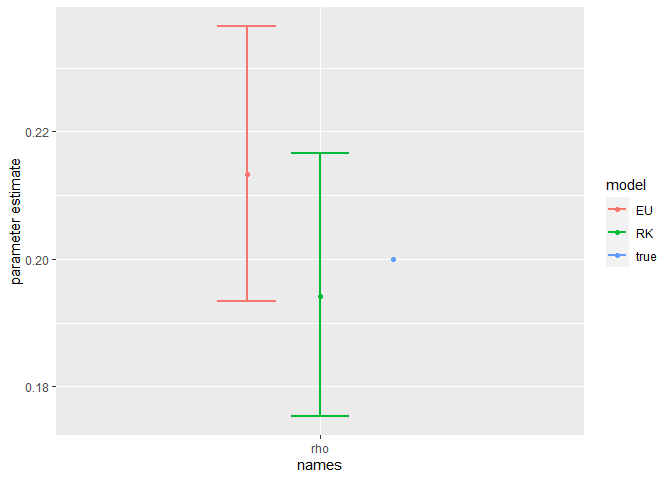 parameter estimate
0.22
0.20
0.18
rho
names
model
EU
RK
true